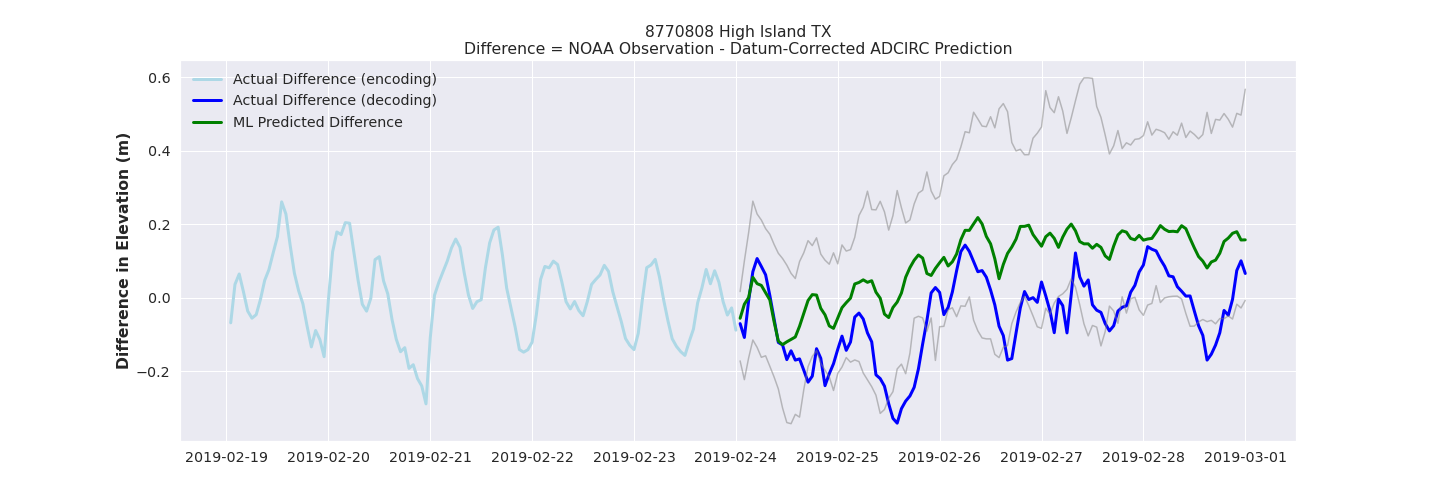 8770808 High Island TX
Difference = NOAA Observation - Datum-Corrected ADCIRC Prediction
Actual Difference (encoding)
Actual Difference (decoding)
ML Predicted Difference
Difference in Elevation (m)
0.6
0.4
0.2
0.0
−0.2
2019-02-19 2019-02-20 2019-02-21 2019-02-22 2019-02-23 2019-02-24 2019-02-25 2019-02-26 2019-02-27 2019-02-28 2019-03-01